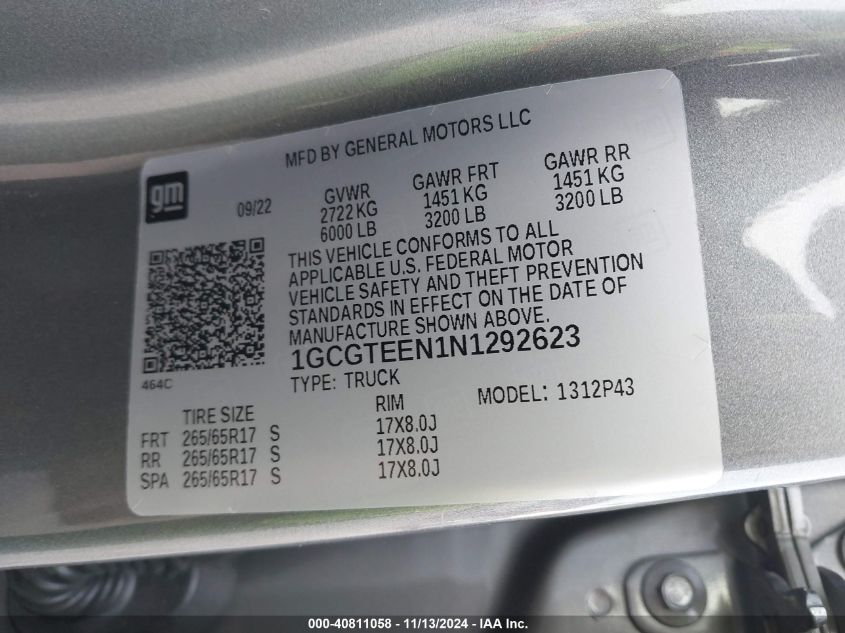 MFD BY GENERAL MOTORS LLC
gm
09/22
GVWR GAWR FRT GAWR RR
2722 KG 1451 KG 1451 KG
6000 LB 3200 LB 3200 LB
THIS VEHICLE CONFORMS TO ALL
APPLICABLE U.S. FEDERAL MOTOR
VEHICLE SAFETY AND THEFT PREVENTION
STANDARDS IN EFFECT ON THE DATE OF
MANUFACTURE SHOWN ABOVE.
1GCGTEEN1N1292623
464C
TYPE: TRUCK
MODEL: 1312P43
TIRE SIZE RIM
FRT 265/65R17 S 17X8.0J
RR 265/65R17 S 17X8.0J
SPA 265/65R17 S 17X8.0J
000-40811058 - 11/13/2024 - IAA Inc.